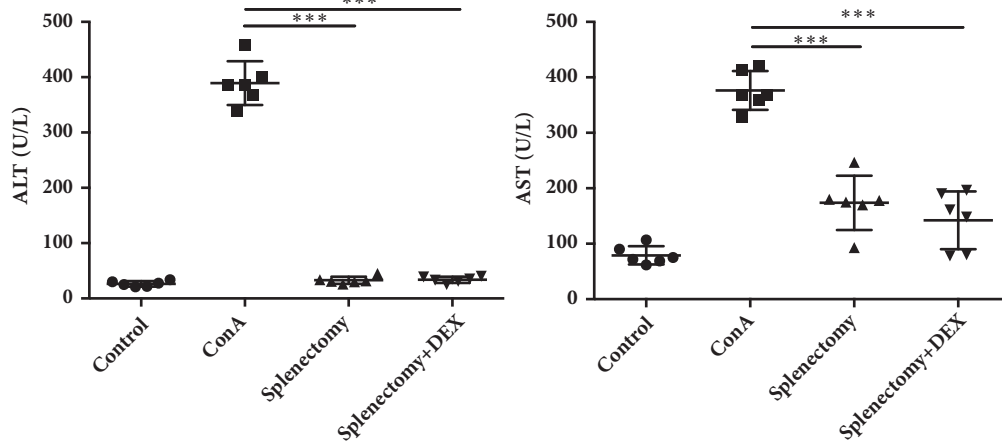 ***
***
500
400
300
200
100
0
ALT (U/L)
Control
ConA
Splenectomy
Splenectomy+DEX
***
***
500
400
300
200
100
0
AST (U/L)
Control
ConA
Splenectomy
Splenectomy+DEX